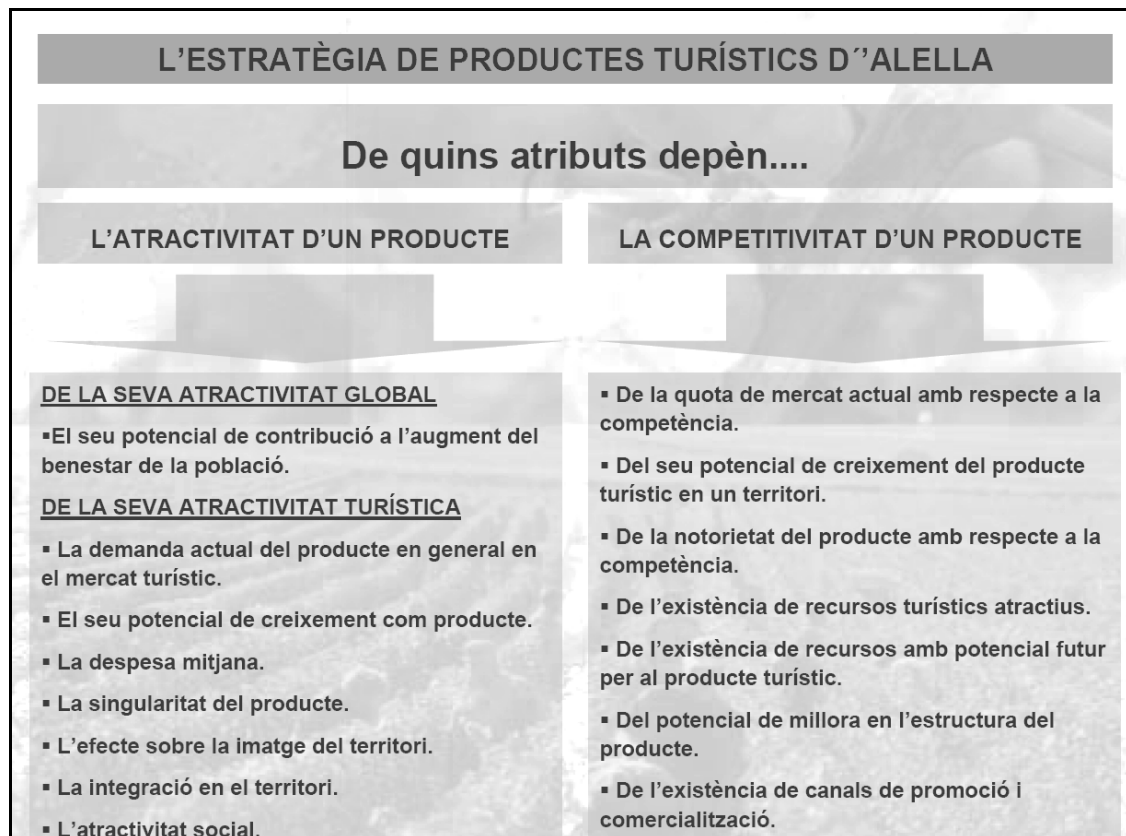 L’ESTRATÈGIA DE PRODUCTES TURÍSTICS D´’ALELLA
De quins atributs depèn....
L’ATRACTIVITAT D’UN PRODUCTE
DE LA SEVA ATRACTIVITAT GLOBAL
▪El seu potencial de contribució a l’augment del
benestar de la població.
DE LA SEVA ATRACTIVITAT TURÍSTICA
▪ La demanda actual del producte en general en
el mercat turístic.
▪ El seu potencial de creixement com producte.
▪ La despesa mitjana.
▪ La singularitat del producte.
▪ L’efecte sobre la imatge del territori.
▪ La integració en el territori.
▪ L’atractivitat social.
LA COMPETITIVITAT D’UN PRODUCTE
▪ De la quota de mercat actual amb respecte a la
competència.
▪ Del seu potencial de creixement del producte
turístic en un territori.
▪ De la notorietat del producte amb respecte a la
competència.
▪ De l’existència de recursos turístics atractius.
▪ De l’existència de recursos amb potencial futur
per al producte turístic.
▪ Del potencial de millora en l’estructura del
producte.
▪ De l’existència de canals de promoció i
comercialització.